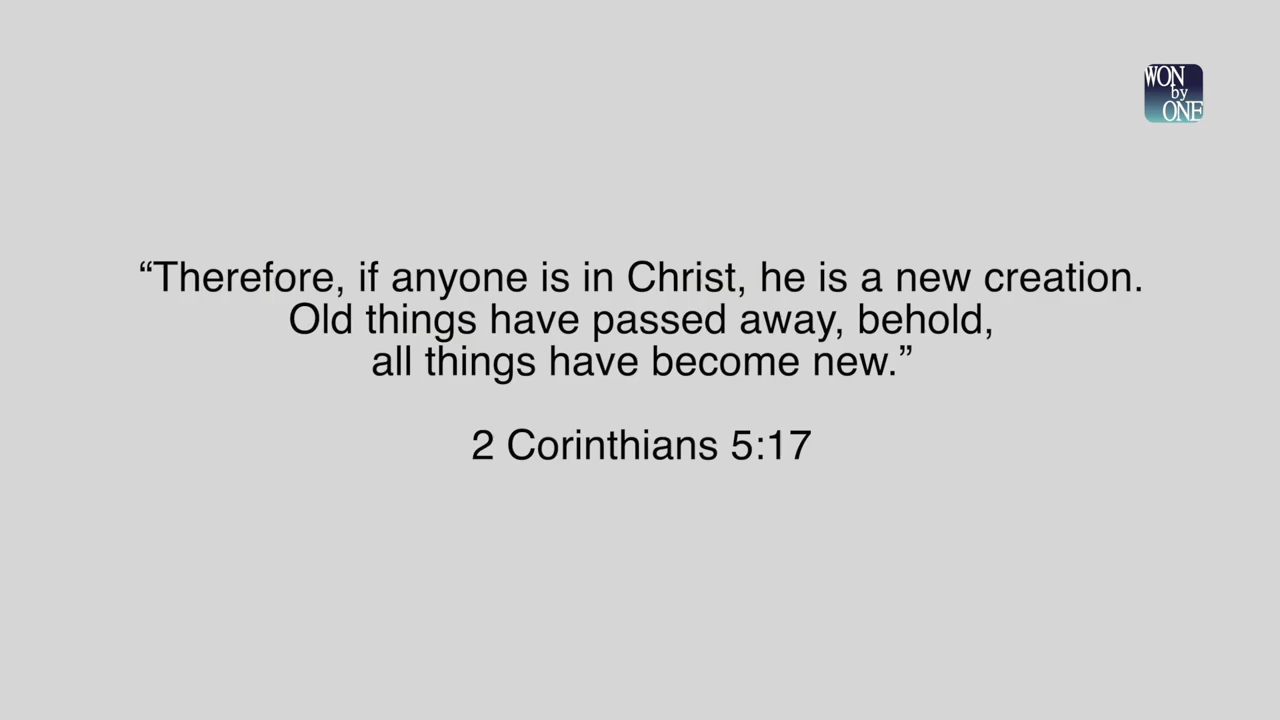 WON
by
ONE
“Therefore, if anyone is in Christ, he is a new creation.
Old things have passed away, behold,
all things have become new.”
2 Corinthians 5:17